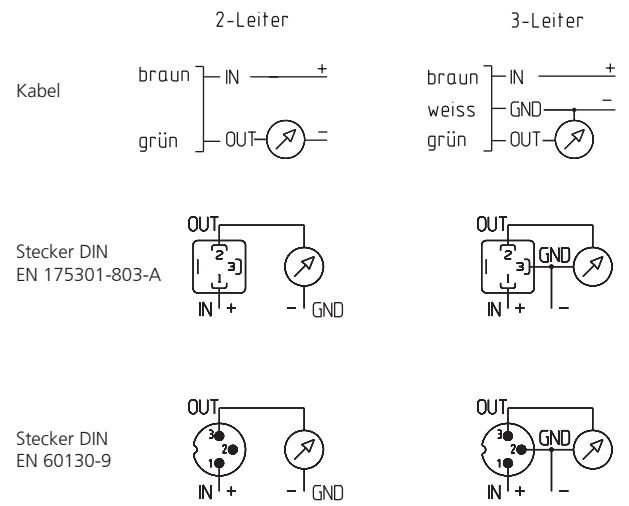 2-Leiter 3-Leiter
Kabel
braun IN +
grün OUT –
braun IN +
weiss GND –
grün OUT
Stecker DIN
EN 175301-803-A
OUT
2
3
1
IN + – GND
OUT
2
3 GND
1
IN + –
Stecker DIN
EN 60130-9
OUT
3
2
1
IN + – GND
OUT
3
2 GND
1
IN + –